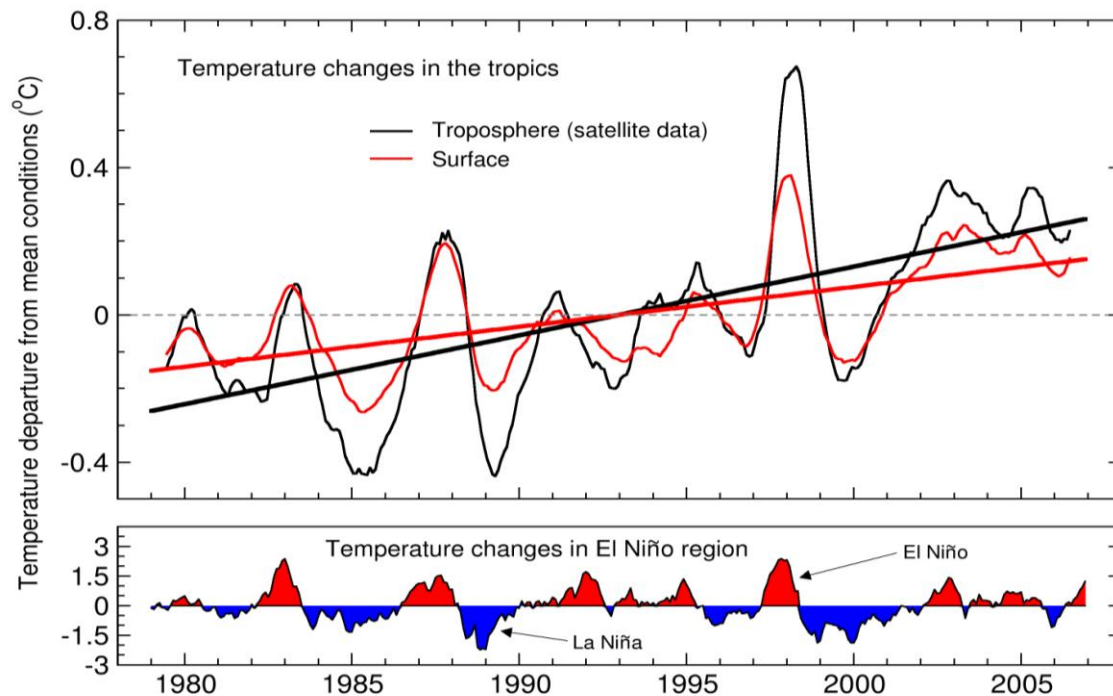 Temperature departure from mean conditions (°C)
0.8
0.4
0
-0.4
Temperature changes in the tropics
Troposphere (satellite data)
Surface
3
1.5
0
-1.5
-3
Temperature changes in El Niño region
El Niño
La Niña
1980 1985 1990 1995 2000 2005